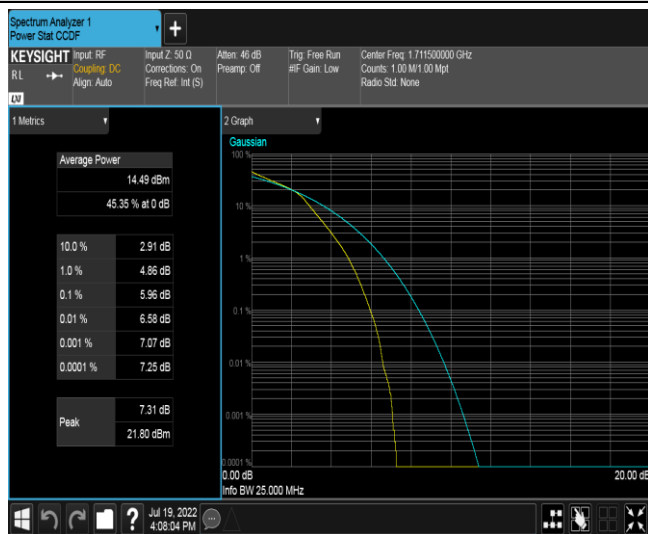 Spectrum Analyzer 1
Power Stat CCDF
+
KEYSIGHT
RL
LXI
Input: RF
Coupling: DC
Align: Auto
Input Z: 50 Ω
Corrections: On
Freq Ref: Int (S)
Atten: 46 dB
Preamp: Off
Trig: Free Run
#IF Gain: Low
Center Freq: 1.711500000 GHz
Counts: 1.00 M/1.00 Mpt
Radio Std: None
1 Metrics
Average Power
14.49 dBm
45.35 % at 0 dB
10.0 % 2.91 dB
1.0 % 4.86 dB
0.1 % 5.96 dB
0.01 % 6.58 dB
0.001 % 7.07 dB
0.0001 % 7.25 dB
Peak
7.31 dB
21.80 dBm
2 Graph
Gaussian
100 %
10 %
1 %
0.1 %
0.01 %
0.001 %
0.0001 %
0.00 dB 20.00 dB
Info BW 25.000 MHz
?
Jul 19, 2022
4:08:04 PM